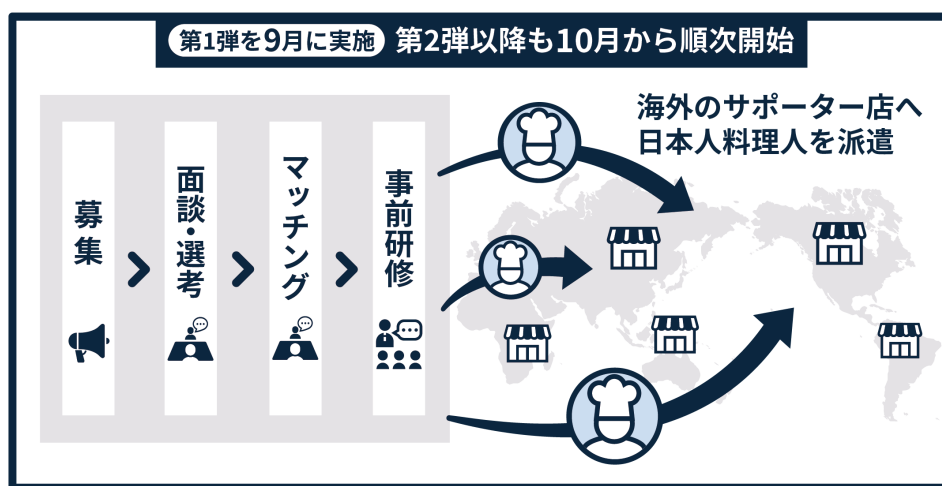 第1弾を9月に実施 第2弾以降も10月から順次開始
海外のサポーター店へ
日本人料理人を派遣
募集
面談・選考
マッチング
事前研修